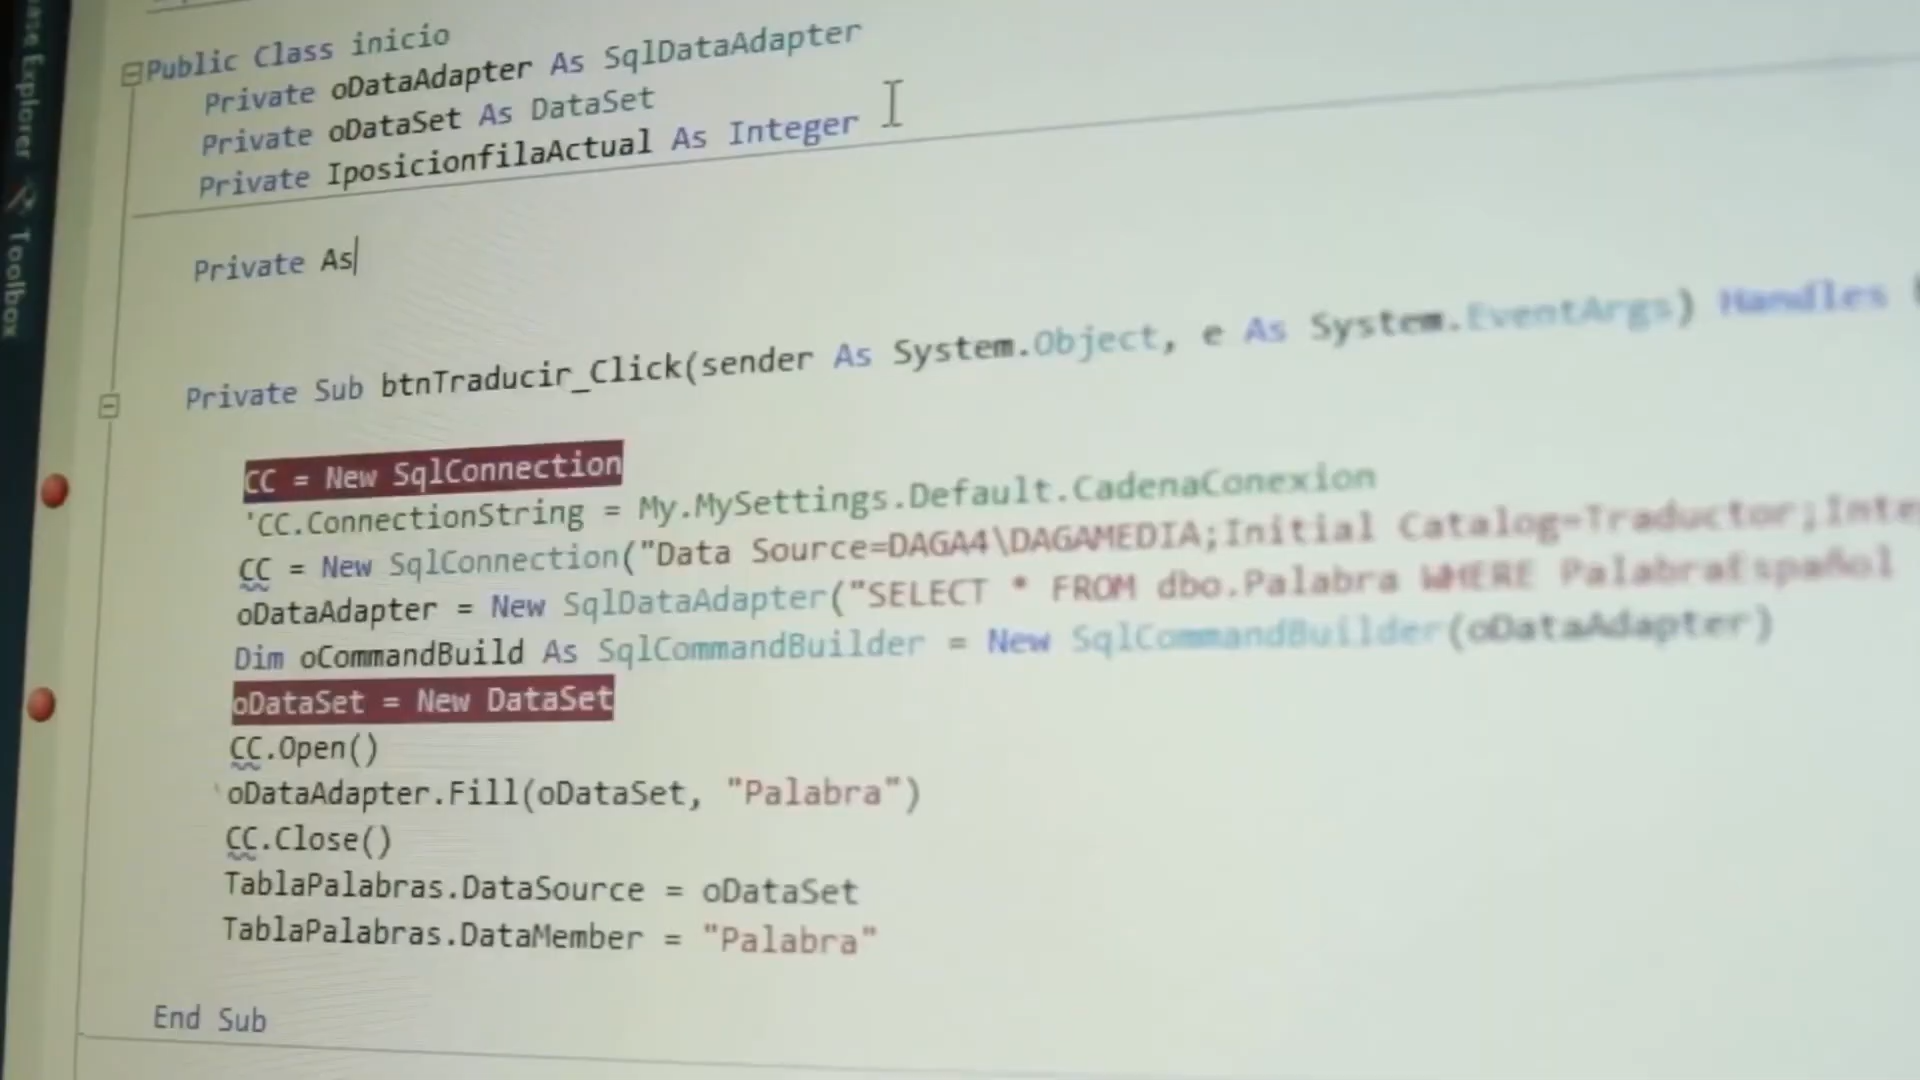 ase Explorer
Toolbox
Public Class inicio
Private oDataAdapter As SqlDataAdapter
Private oDataSet As DataSet
Private IposicionfilaActual As Integer
Private As
Private Sub btnTraducir_Click(sender As System.Object, e As System.EventArgs) Handles
CC = New SqlConnection
'CC.ConnectionString = My.MySettings.Default.CadenaConexion
CC = New SqlConnection("Data Source=DAGA4\DAGAMEDIA;Initial Catalog=Traductor;Inte
oDataAdapter = New SqlDataAdapter("SELECT * FROM dbo.Palabra WHERE PalabraEspañol
Dim oCommandBuild As SqlCommandBuilder = New SqlCommandBuilder(oDataAdapter)
oDataSet = New DataSet
CC.Open()
oDataAdapter.Fill(oDataSet, "Palabra")
CC.Close()
TablaPalabras.DataSource = oDataSet
TablaPalabras.DataMember = "Palabra"
End Sub